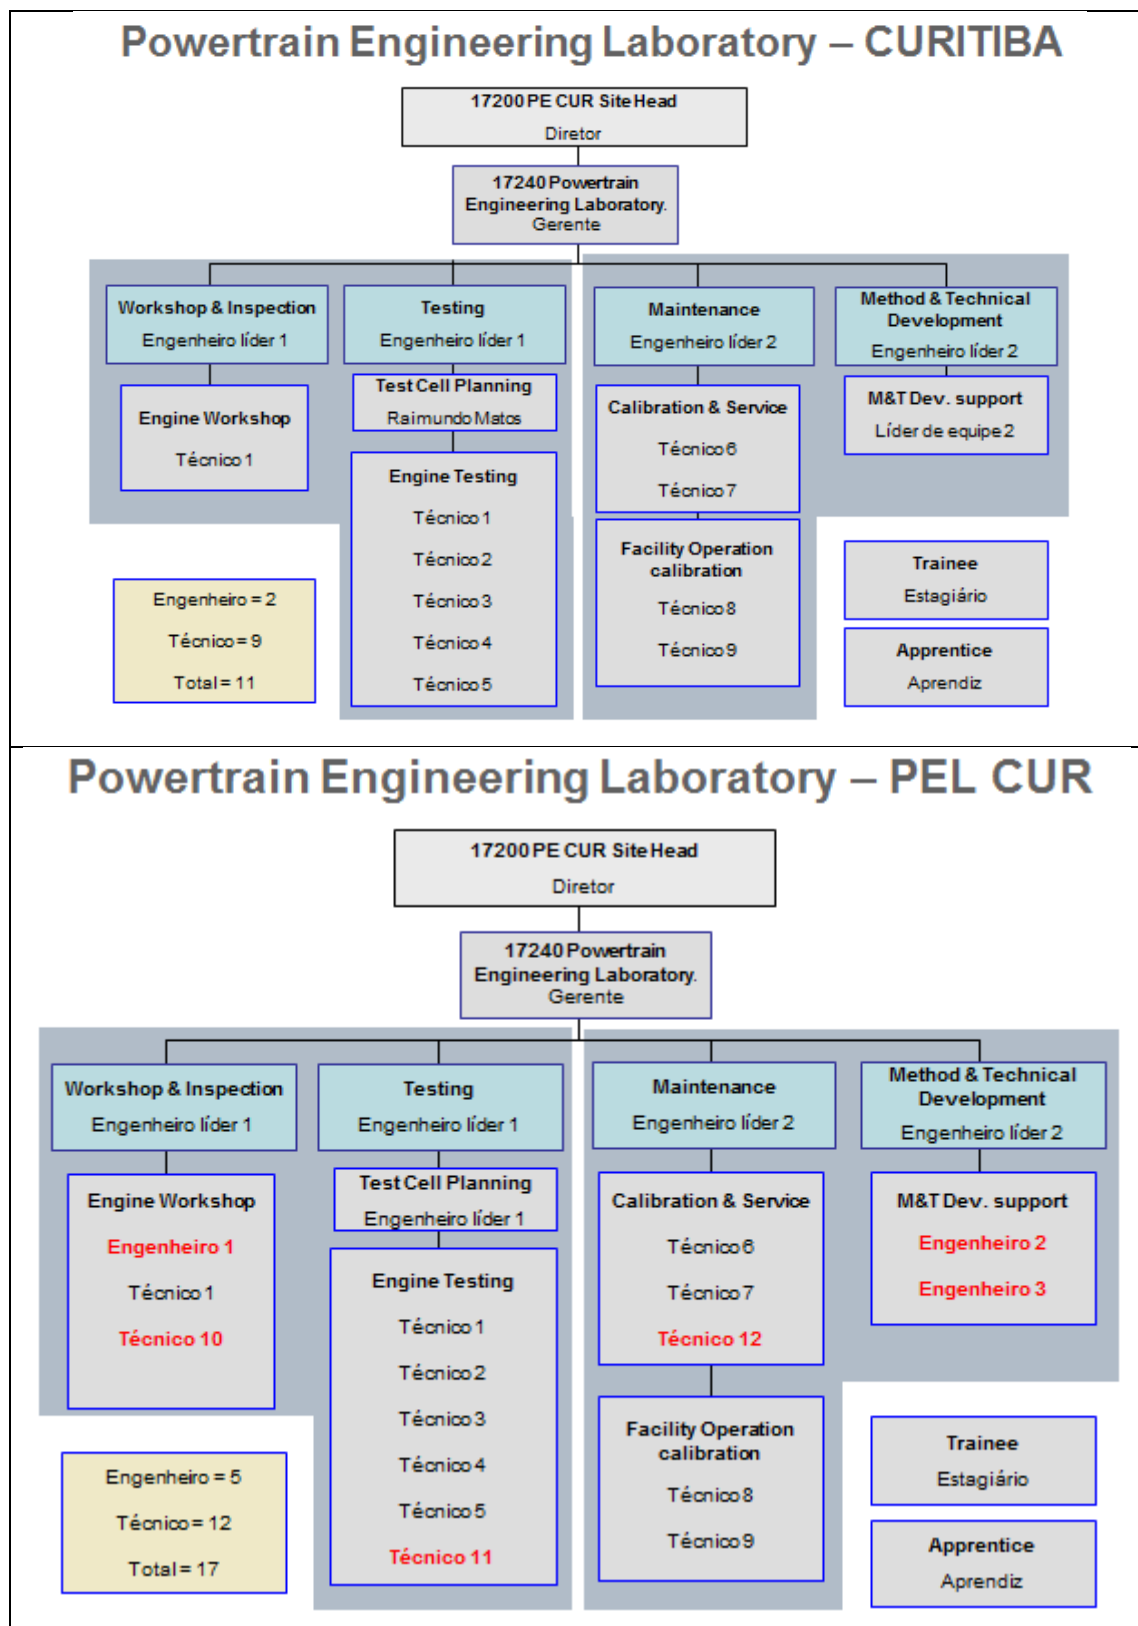 Powertrain Engineering Laboratory – CURITIBA
17200 PE CUR Site Head
Diretor
17240 Powertrain
Engineering Laboratory.
Gerente
Workshop & Inspection
Engenheiro líder 1
Testing
Engenheiro líder 1
Maintenance
Engenheiro líder 2
Method & Technical
Development
Engenheiro líder 2
Engine Workshop
Técnico 1
Test Cell Planning
Raimundo Matos
Engine Testing
Técnico 1
Técnico 2
Técnico 3
Técnico 4
Técnico 5
Calibration & Service
Técnico 6
Técnico 7
Facility Operation
calibration
Técnico 8
Técnico 9
M&T Dev. support
Líder de equipe 2
Engenheiro = 2
Técnico = 9
Total = 11
Trainee
Estagiário
Apprentice
Aprendiz
Powertrain Engineering Laboratory – PEL CUR
17200 PE CUR Site Head
Diretor
17240 Powertrain
Engineering Laboratory.
Gerente
Workshop & Inspection
Engenheiro líder 1
Testing
Engenheiro líder 1
Maintenance
Engenheiro líder 2
Method & Technical
Development
Engenheiro líder 2
Engine Workshop
Engenheiro 1
Técnico 1
Técnico 10
Test Cell Planning
Engenheiro líder 1
Engine Testing
Técnico 1
Técnico 2
Técnico 3
Técnico 4
Técnico 5
Técnico 11
Calibration & Service
Técnico 6
Técnico 7
Técnico 12
Facility Operation
calibration
Técnico 8
Técnico 9
M&T Dev. support
Engenheiro 2
Engenheiro 3
Engenheiro = 5
Técnico = 12
Total = 17
Trainee
Estagiário
Apprentice
Aprendiz